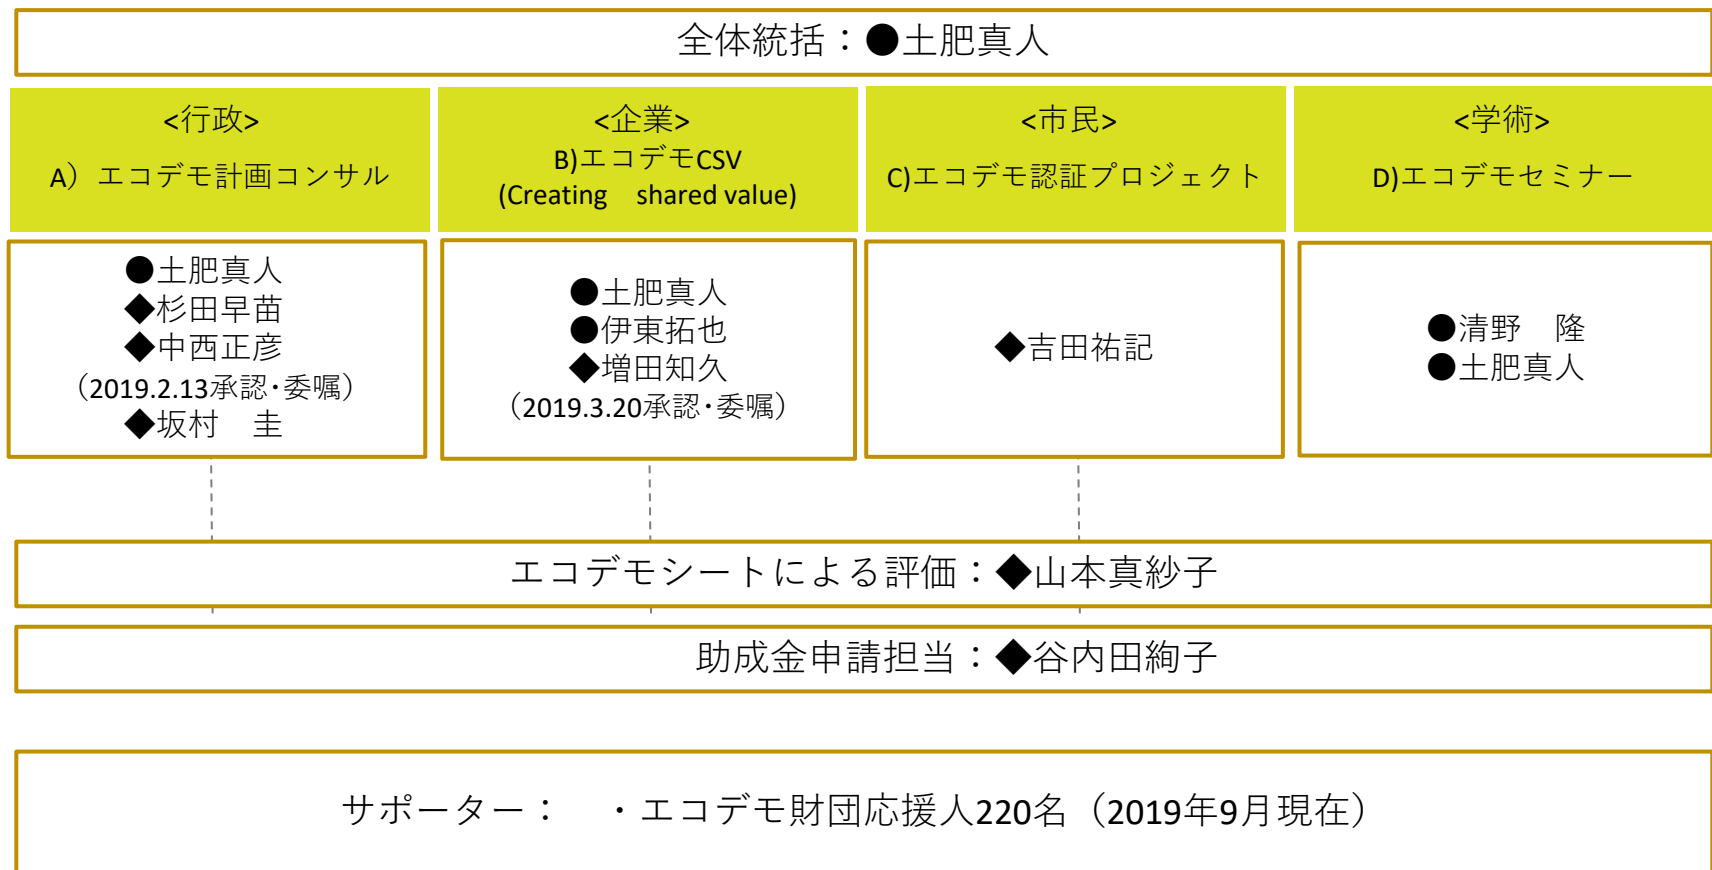 全体統括：●土肥真人
<行政>
A）エコデモ計画コンサル
<企業>
B)エコデモCSV
(Creating　shared value)
<市民>
C)エコデモ認証プロジェクト
<学術>
D)エコデモセミナー
●土肥真人
◆杉田早苗
◆中西正彦
（2019.2.13承認・委嘱）
◆坂村　圭
●土肥真人
●伊東拓也
◆増田知久
（2019.3.20承認・委嘱）
◆吉田祐記
●清野　隆
●土肥真人
エコデモシートによる評価：◆山本真紗子
助成金申請担当：◆谷内田絢子
サポーター：　・エコデモ財団応援人220名（2019年9月現在）